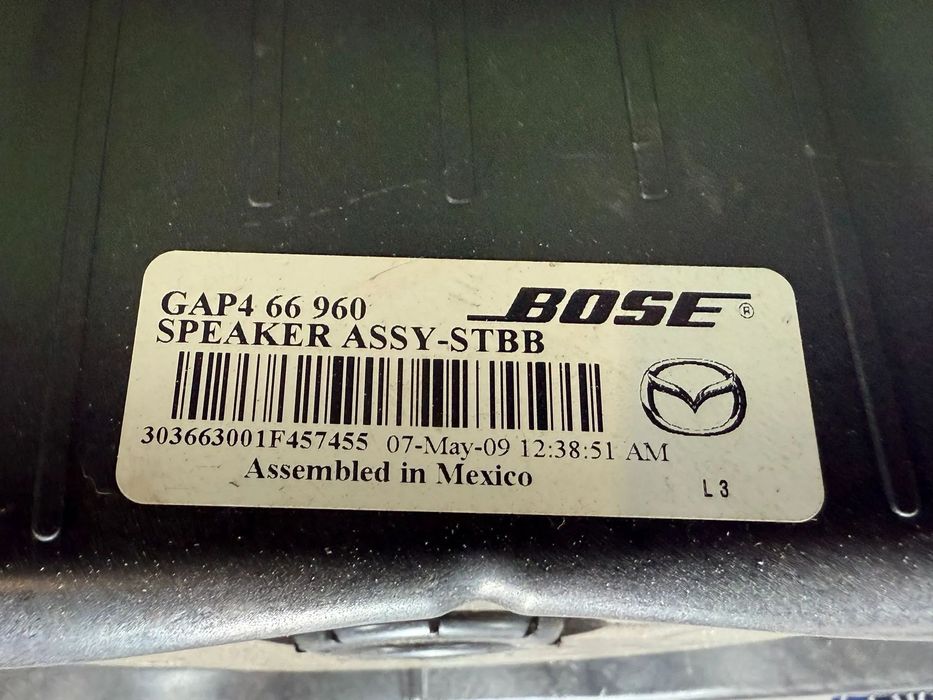 GAP4 66 960
BOSE ®
SPEAKER ASSY-STBB
303663001F457455 07-May-09 12:38:51 AM
Assembled in Mexico
L3